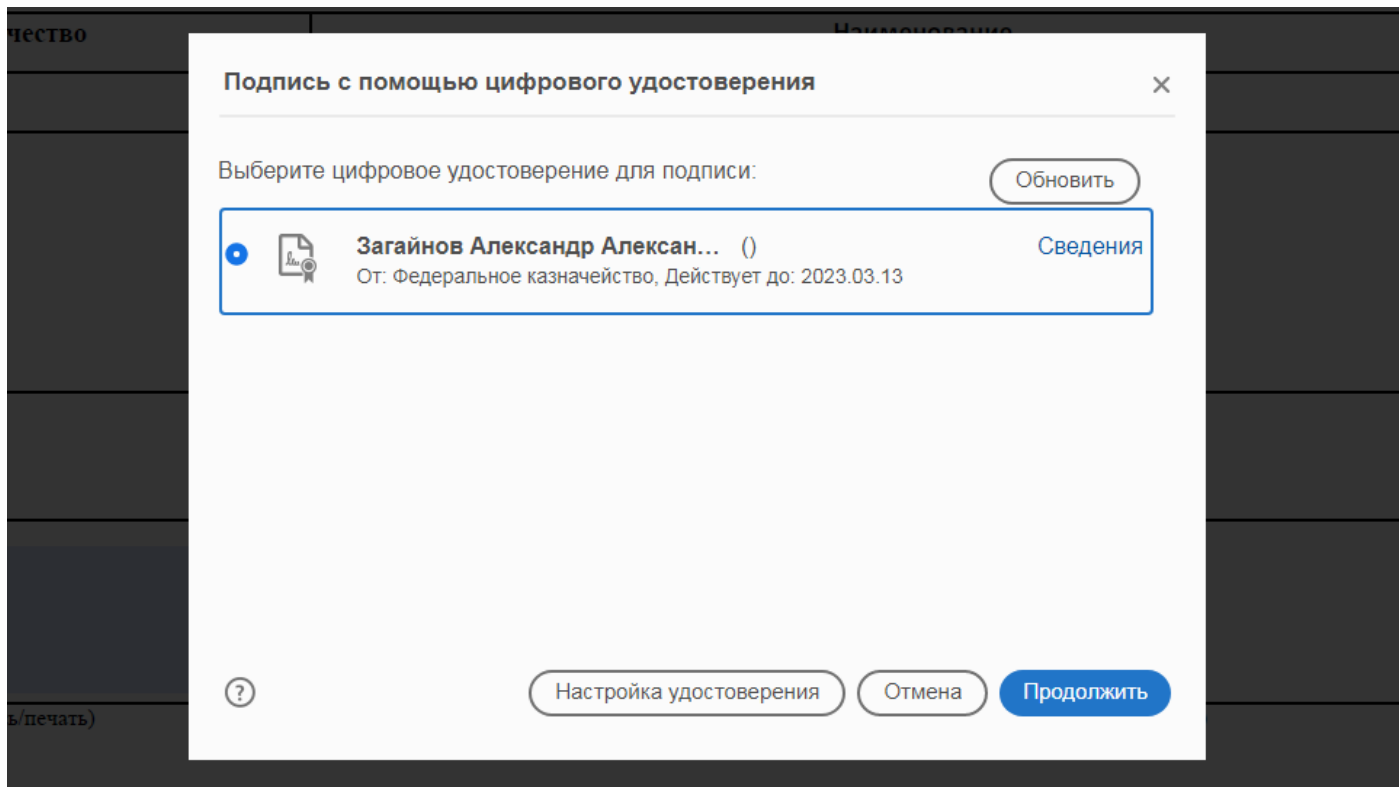 чество
Наименование
Подпись с помощью цифрового удостоверения
Выберите цифровое удостоверение для подписи:
Обновить
Загайнов Александр Алексан... ()
Сведения
От: Федеральное казначейство, Действует до: 2023.03.13
Настройка удостоверения
Отмена
Продолжить
ь/печать)